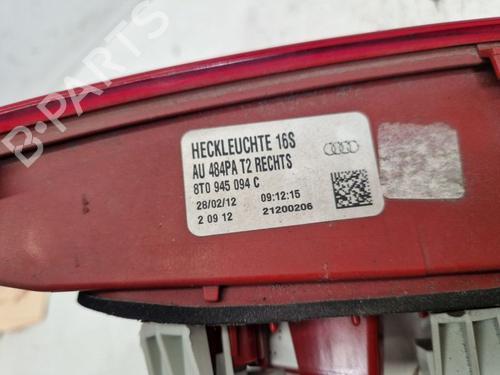 B-PARTS
HECKLEUCHTE 16S
AU 484PA T2 RECHTS
8T0 945 094 C
28/02/12 09:12:15
2 09 12 21200206